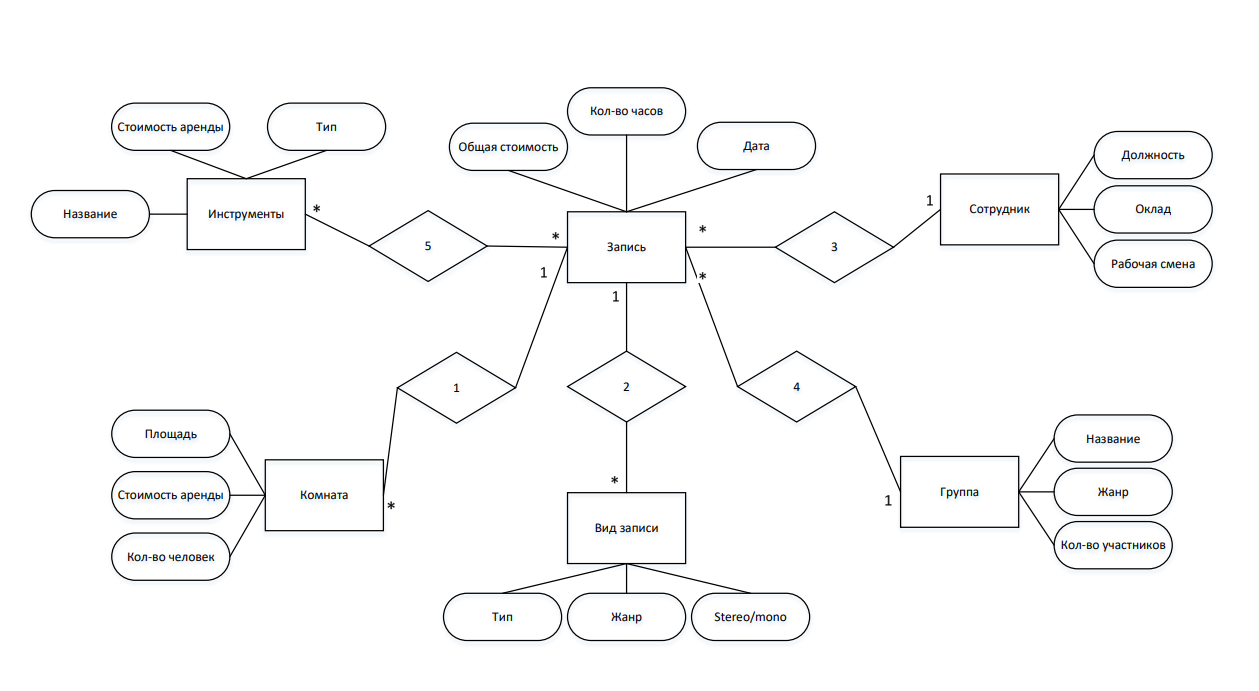 Кол-во часов
Стоимость аренды
Тип
Общая стоимость
Дата
Должность
Название
Инструменты
*
5
*
Запись
*
3
1
Сотрудник
Оклад
Рабочая смена
1
1
*
1
2
4
Площадь
Стоимость аренды
Кол-во человек
Комната
*
*
Вид записи
1
Группа
Название
Жанр
Кол-во участников
Тип
Жанр
Stereo/mono